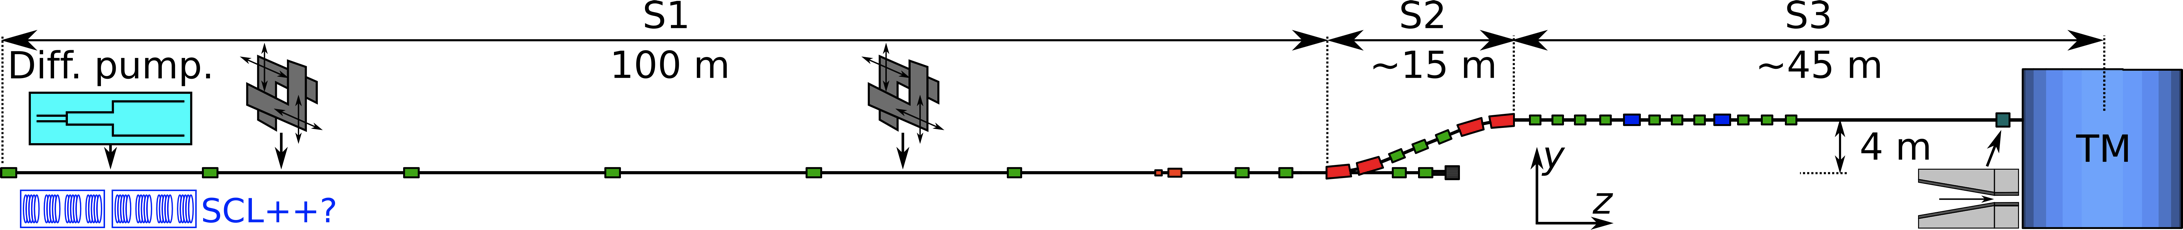 S1
S2
S3
Diff. pump.
100 m
~15 m
~45 m
TM
4 m
y
z
SCL++?